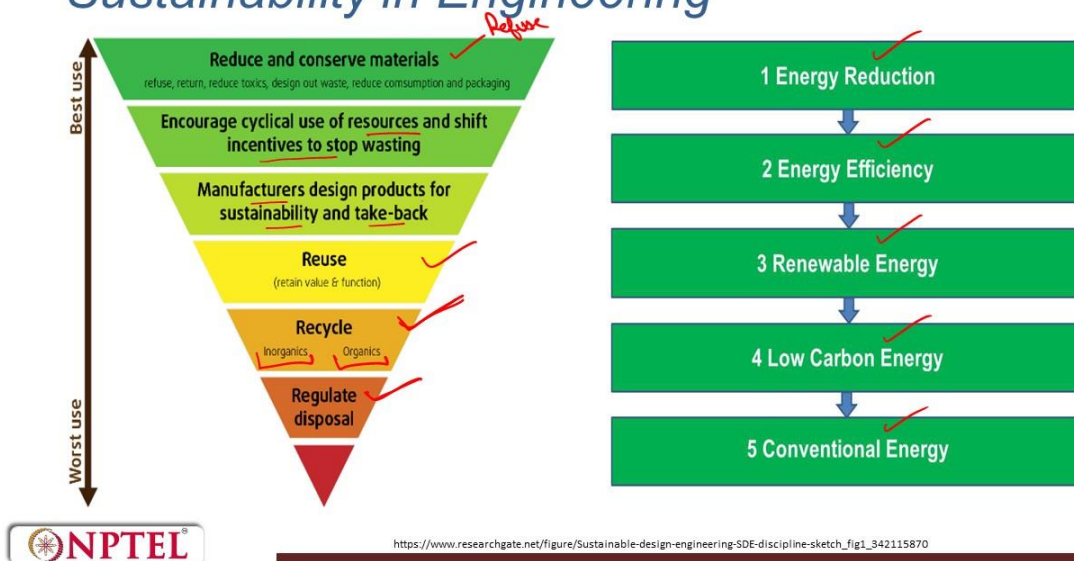 Sustainability in Engineering
Refuse
Best use
Worst use
Reduce and conserve materials
refuse, return, reduce toxics, design out waste, reduce comsumption and packaging
Encourage cyclical use of resources and shift
incentives to stop wasting
Manufacturers design products for
sustainability and take-back
Reuse
(retain value & function)
Recycle
Inorganics Organics
Regulate
disposal
1 Energy Reduction
2 Energy Efficiency
3 Renewable Energy
4 Low Carbon Energy
5 Conventional Energy
NPTEL®
https://www.researchgate.net/figure/Sustainable-design-engineering-SDE-discipline-sketch_fig1_342115870